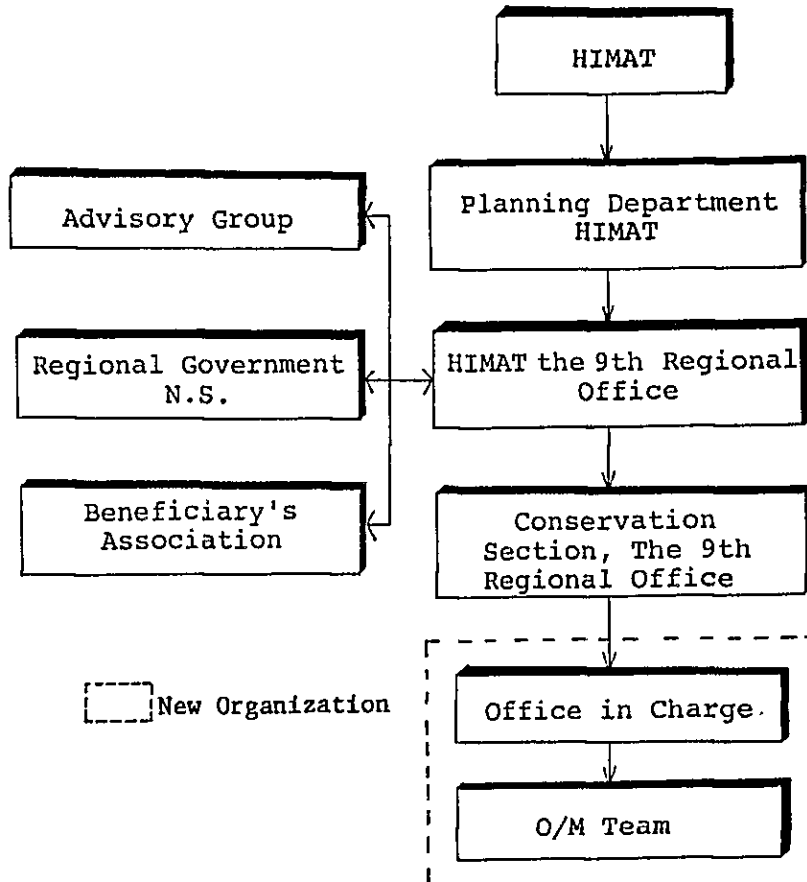 HIMAT
Advisory Group
Planning Department
HIMAT
Regional Government
N.S.
HIMAT the 9th Regional
Office
Beneficiary's
Association
Conservation
Section, The 9th
Regional Office
New Organization
Office in Charge.
O/M Team